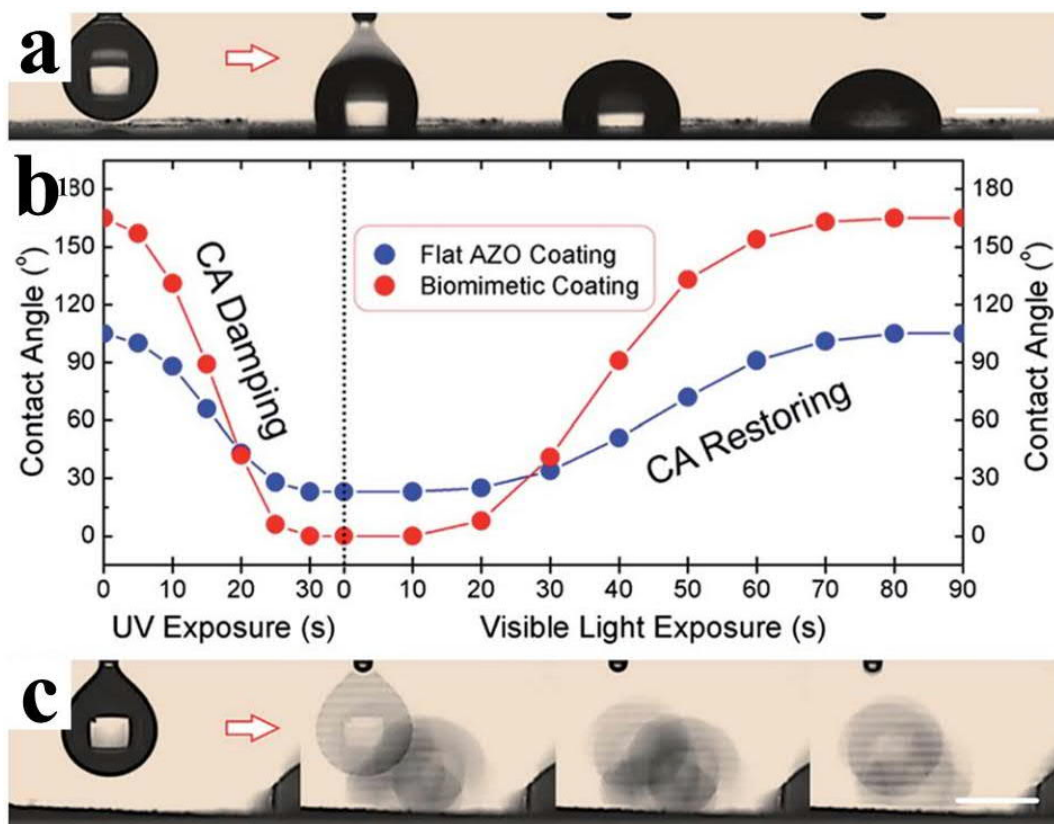 a
b
180
150
120
90
60
30
0
Contact Angle (°)
CA Damping
Flat AZO Coating
Biomimetic Coating
CA Restoring
180
150
120
90
60
30
0
Contact Angle (°)
0 10 20 30 0 10 20 30 40 50 60 70 80 90
UV Exposure (s) Visible Light Exposure (s)
c